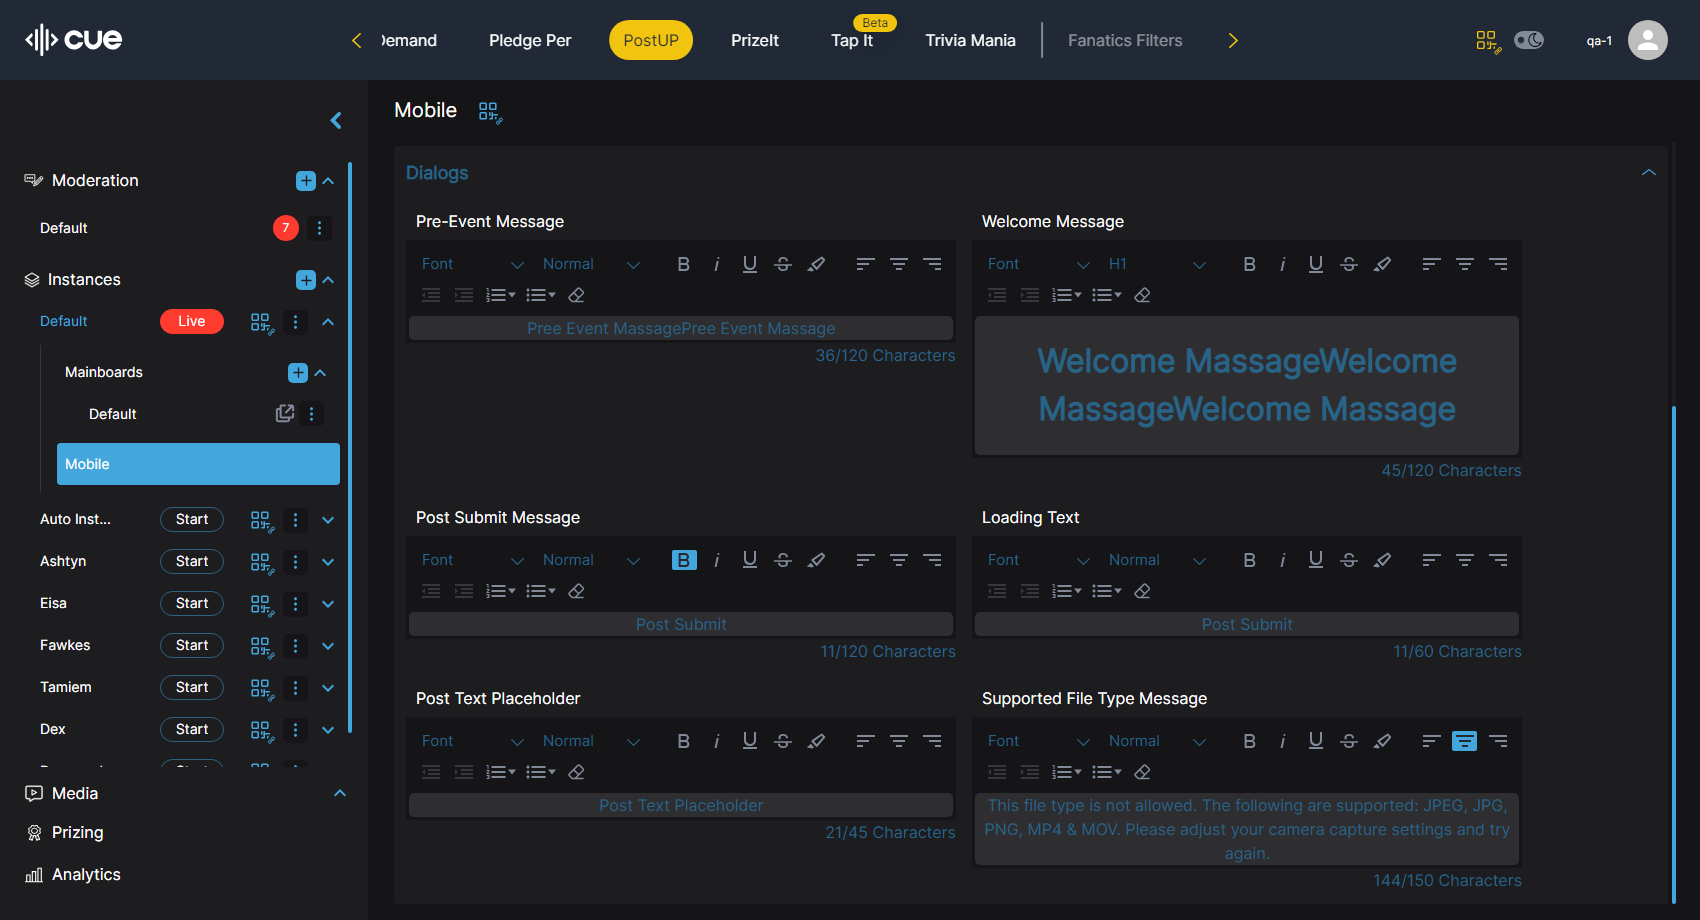 cue
Demand
Pledge Per
PostUP
PrizeIt
Beta
Tap It
Trivia Mania
Fanatics Filters
qa-1
Moderation
Default
7
Instances
Default
Live
Mainboards
Default
Mobile
Auto Inst...
Start
Ashtyn
Start
Eisa
Start
Fawkes
Start
Tamiem
Start
Dex
Start
Media
Prizing
Analytics
Mobile
Dialogs
Pre-Event Message
Font
Normal
Pree Event MassagePree Event Massage
36/120 Characters
Welcome Message
Font
H1
Welcome MassageWelcome
MassageWelcome Massage
45/120 Characters
Post Submit Message
Font
Normal
Post Submit
11/120 Characters
Loading Text
Font
Normal
Post Submit
11/60 Characters
Post Text Placeholder
Font
Normal
Post Text Placeholder
21/45 Characters
Supported File Type Message
Font
Normal
This file type is not allowed. The following are supported: JPEG, JPG,
PNG, MP4 & MOV. Please adjust your camera capture settings and try
again.
144/150 Characters